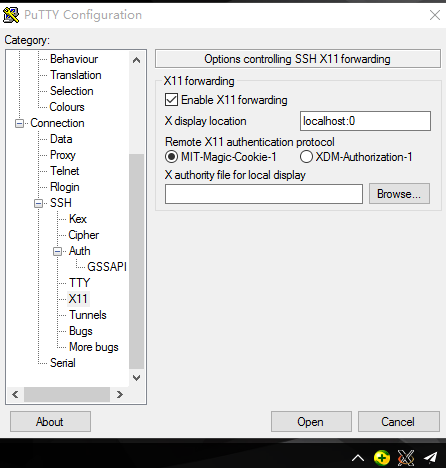 PuTTY Configuration
Category:
Behaviour
Translation
Selection
Colours
Connection
Data
Proxy
Telnet
Rlogin
SSH
Kex
Cipher
Auth
GSSAPI
TTY
X11
Tunnels
Bugs
More bugs
Serial
Options controlling SSH X11 forwarding
X11 forwarding
Enable X11 forwarding
X display location localhost:0
Remote X11 authentication protocol
MIT-Magic-Cookie-1 XDM-Authorization-1
X authority file for local display
Browse...
About Open Cancel